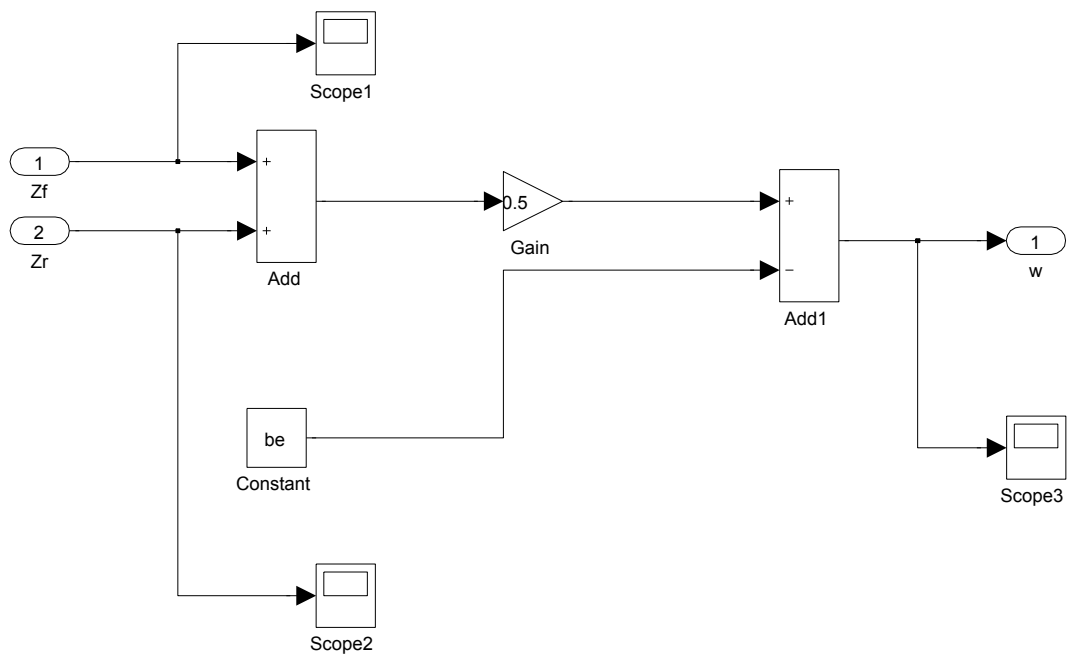 Scope1
1
+
Zf
0.5
+
2
+
1
Gain
Zr
−
w
Add
Add1
be
Constant
Scope3
Scope2